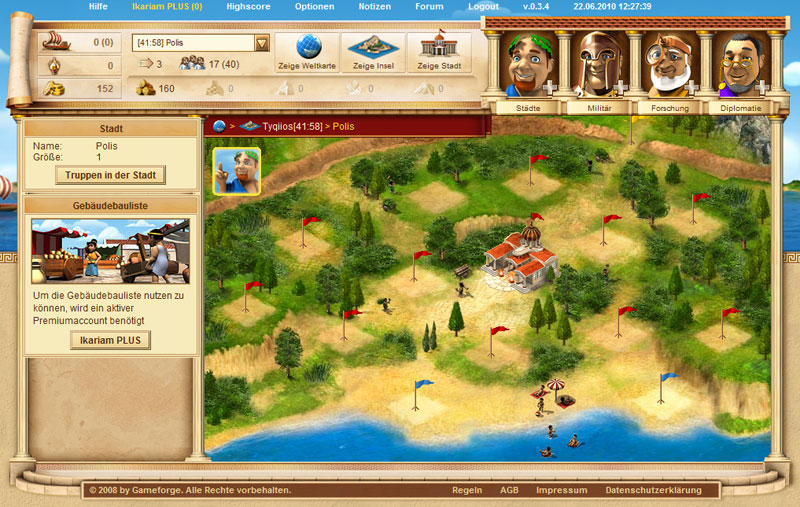 Hilfe Ikariam PLUS (0) Highscore Optionen Notizen Forum Logout v.0.3.4 22.06.2010 12:27:39
0 (0)
[41:58] Polis
0
3 17 (40)
Zeige Weltkarte Zeige Insel Zeige Stadt
152
160 0 0 0 0
Städte Militär Forschung Diplomatie
Stadt
Name: Polis
Größe: 1
Truppen in der Stadt
> Tyqiios[41:58] > Polis
Gebäudebauliste
Um die Gebäudebauliste nutzen zu
können, wird ein aktiver
Premiumaccount benötigt
Ikariam PLUS
© 2008 by Gameforge. Alle Rechte vorbehalten. Regeln AGB Impressum Datenschutzerklärung